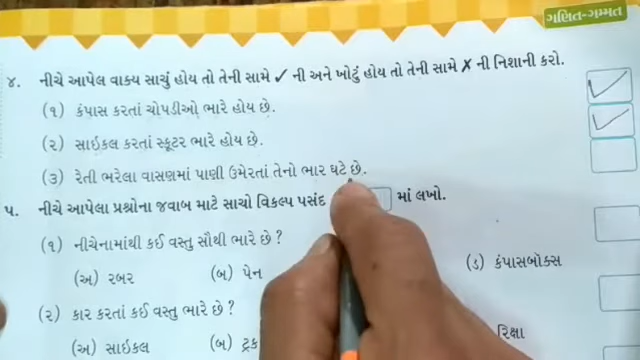 ગણિત-ગમ્મત
૪. નીચે આપેલ વાક્ય સાચું હોય તો તેની સામે ✓ ની અને ખોટું હોય તો તેની સામે ✗ ની નિશાની કરો.
(૧) કંપાસ કરતાં ચોપડીઓ ભારે હોય છે. ✓
(૨) સાઇકલ કરતાં સ્કૂટર ભારે હોય છે. ✓
(૩) રેતી ભરેલા વાસણમાં પાણી ઉમેરતાં તેનો ભાર ઘટે છે.
૫. નીચે આપેલા પ્રશ્નોના જવાબ માટે સાચો વિકલ્પ પસંદ માં લખો.
(૧) નીચેનામાંથી કઈ વસ્તુ સૌથી ભારે છે ?
(અ) રબર (બ) પેન (ડ) કંપાસબૉક્સ
(૨) કાર કરતાં કઈ વસ્તુ ભારે છે ?
(અ) સાઇકલ (બ) ટ્રક રિક્ષા